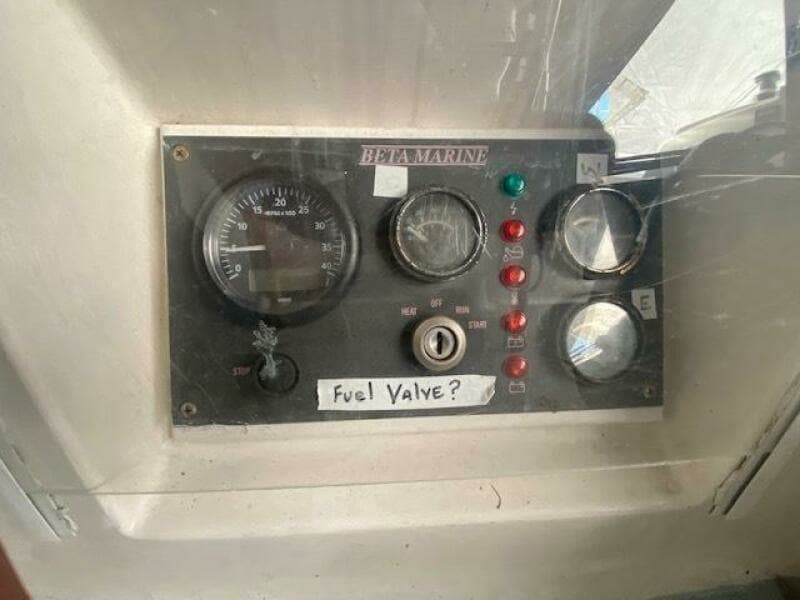 BETA MARINE
W
0 5 10 15 20 25 30 35 40
RPM x 100
E
HEAT OFF RUN START
STOP
Fuel Valve?